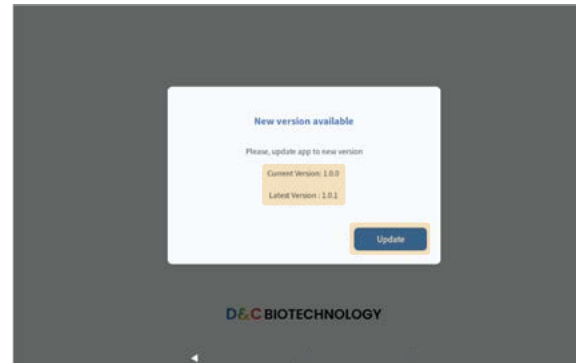 New version available
Please, update app to new version
Current Version: 1.0.0
Latest Version : 1.0.1
Update
D&C BIOTECHNOLOGY